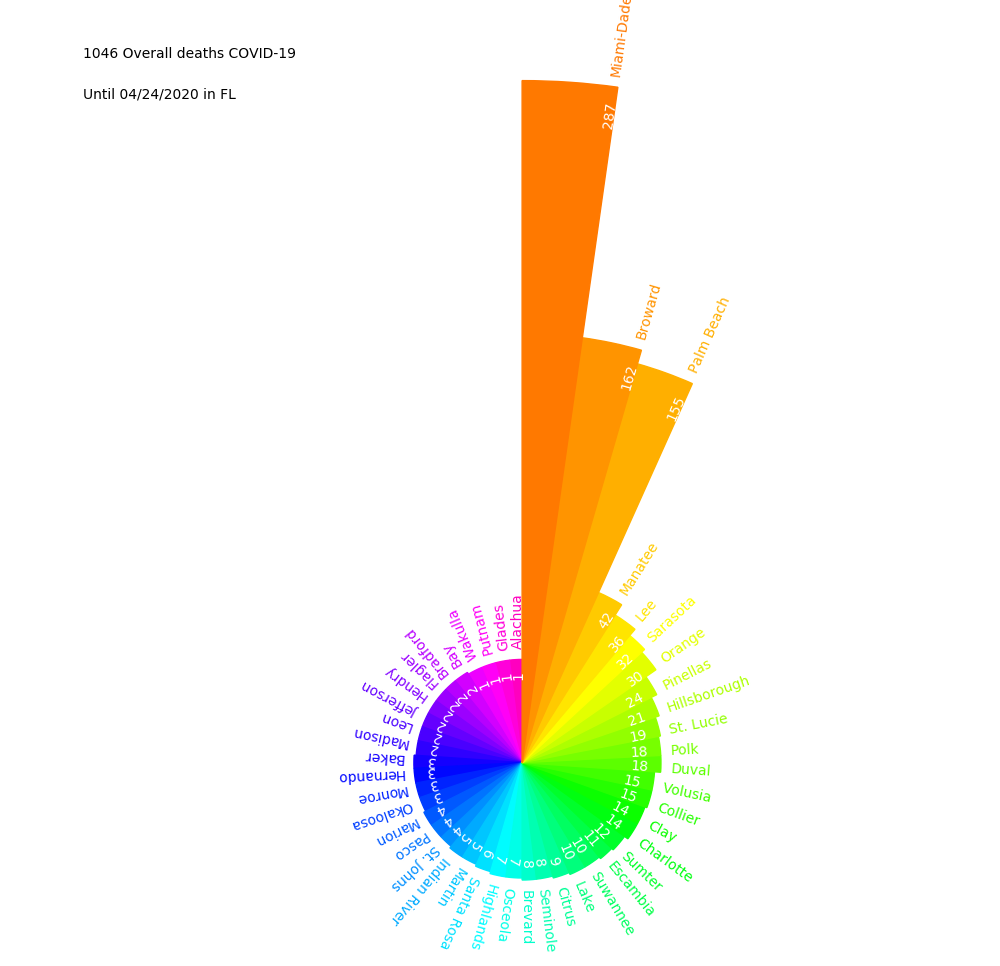 1046 Overall deaths COVID-19
Until 04/24/2020 in FL
Miami-Dade
287
Broward
162
Palm Beach
155
Manatee
42
Lee
36
Sarasota
32
Orange
30
Pinellas
24
Hillsborough
21
St. Lucie
19
Polk
18
Duval
18
Volusia
15
Collier
15
Clay
14
Charlotte
14
Sumter
12
Escambia
11
Suwannee
10
Lake
10
Citrus
9
Seminole
8
Brevard
8
Osceola
7
Highlands
7
Santa Rosa
6
Martin
5
Indian River
5
St. Johns
4
Pasco
4
Marion
4
Okaloosa
4
Monroe
3
Hernando
3
Baker
3
Madison
2
Leon
2
Jefferson
2
Hendry
2
Flagler
2
Bradford
2
Bay
2
Wakulla
1
Putnam
1
Glades
1
Alachua
1